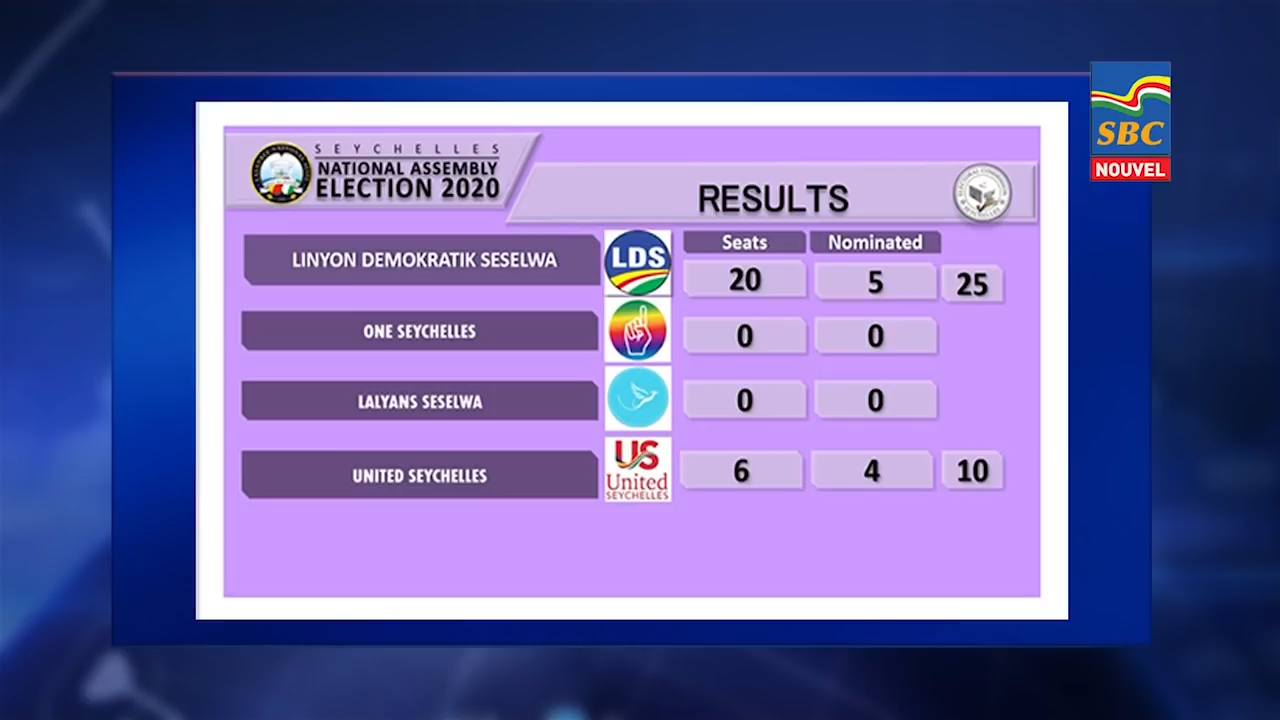 SBC
NOUVEL
SEYCHELLES
NATIONAL ASSEMBLY
ELECTION 2020
RESULTS
Seats Nominated
LINYON DEMOKRATIK SESELWA LDS 20 5 25
ONE SEYCHELLES 0 0
LALYANS SESELWA 0 0
UNITED SEYCHELLES US United SEYCHELLES 6 4 10